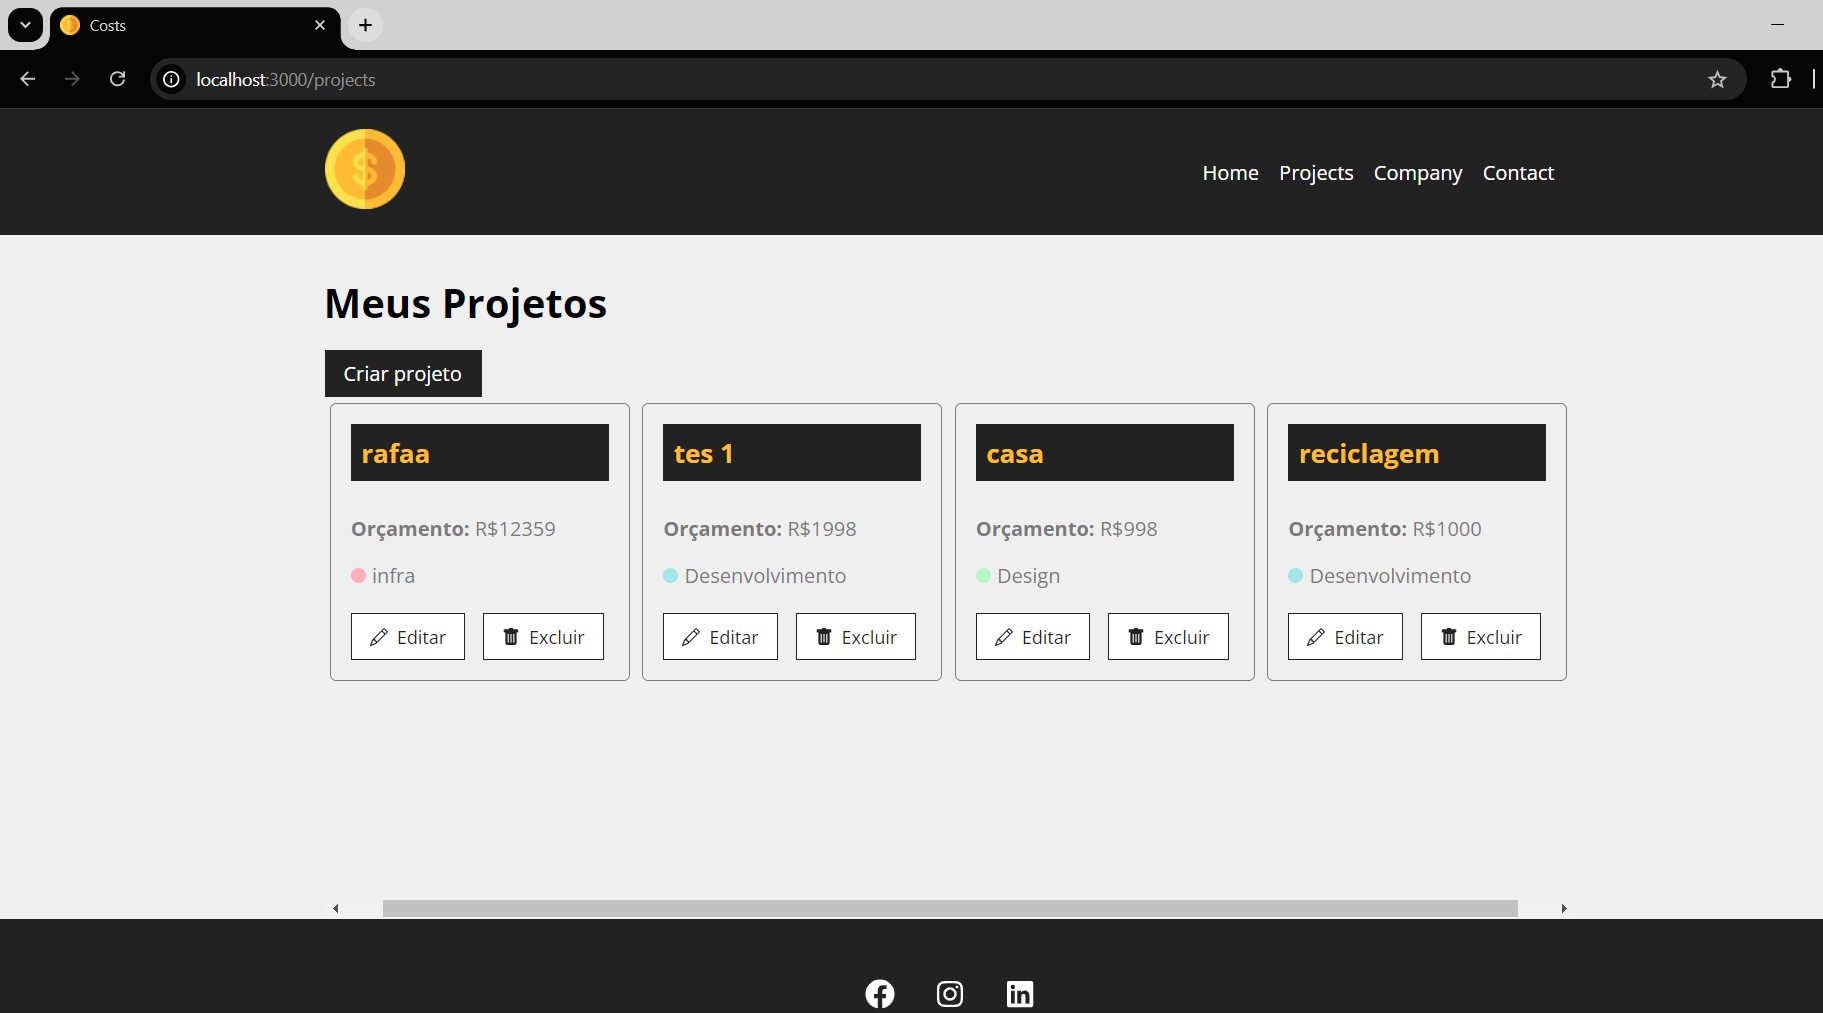 Costs
localhost:3000/projects
$
Home Projects Company Contact
Meus Projetos
Criar projeto
rafaa
Orçamento: R$12359
infra
Editar Excluir
tes 1
Orçamento: R$1998
Desenvolvimento
Editar Excluir
casa
Orçamento: R$998
Design
Editar Excluir
reciclagem
Orçamento: R$1000
Desenvolvimento
Editar Excluir